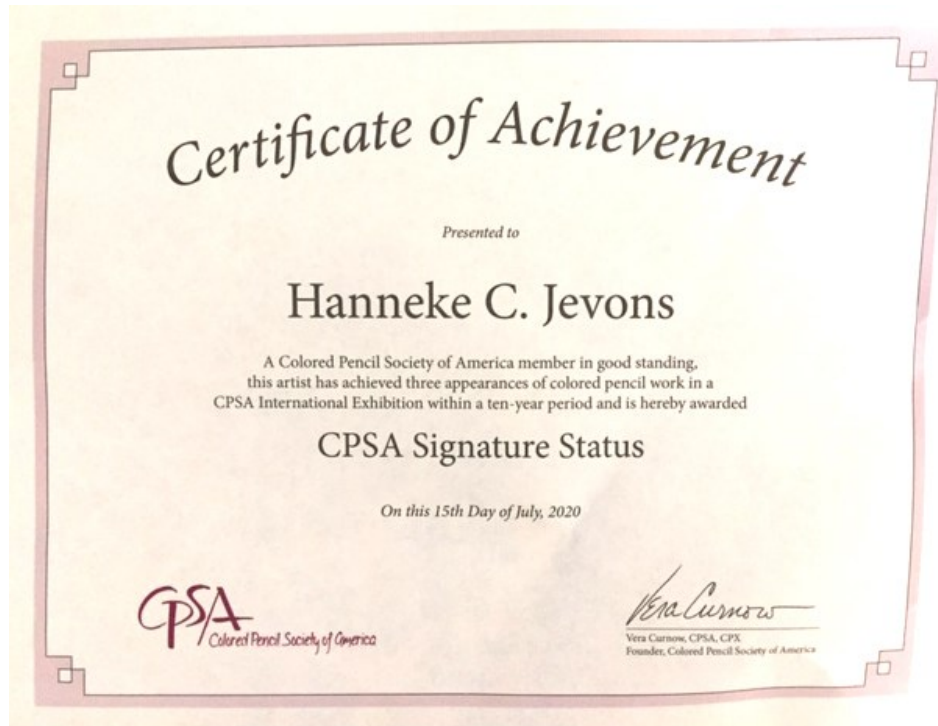 Certificate of Achievement
Presented to
Hanneke C. Jevons
A Colored Pencil Society of America member in good standing,
this artist has achieved three appearances of colored pencil work in a
CPSA International Exhibition within a ten-year period and is hereby awarded
CPSA Signature Status
On this 15th Day of July, 2020
CPSA
Colored Pencil Society of America
Vera Curnow
Vera Curnow, CPSA, CPX
Founder, Colored Pencil Society of America